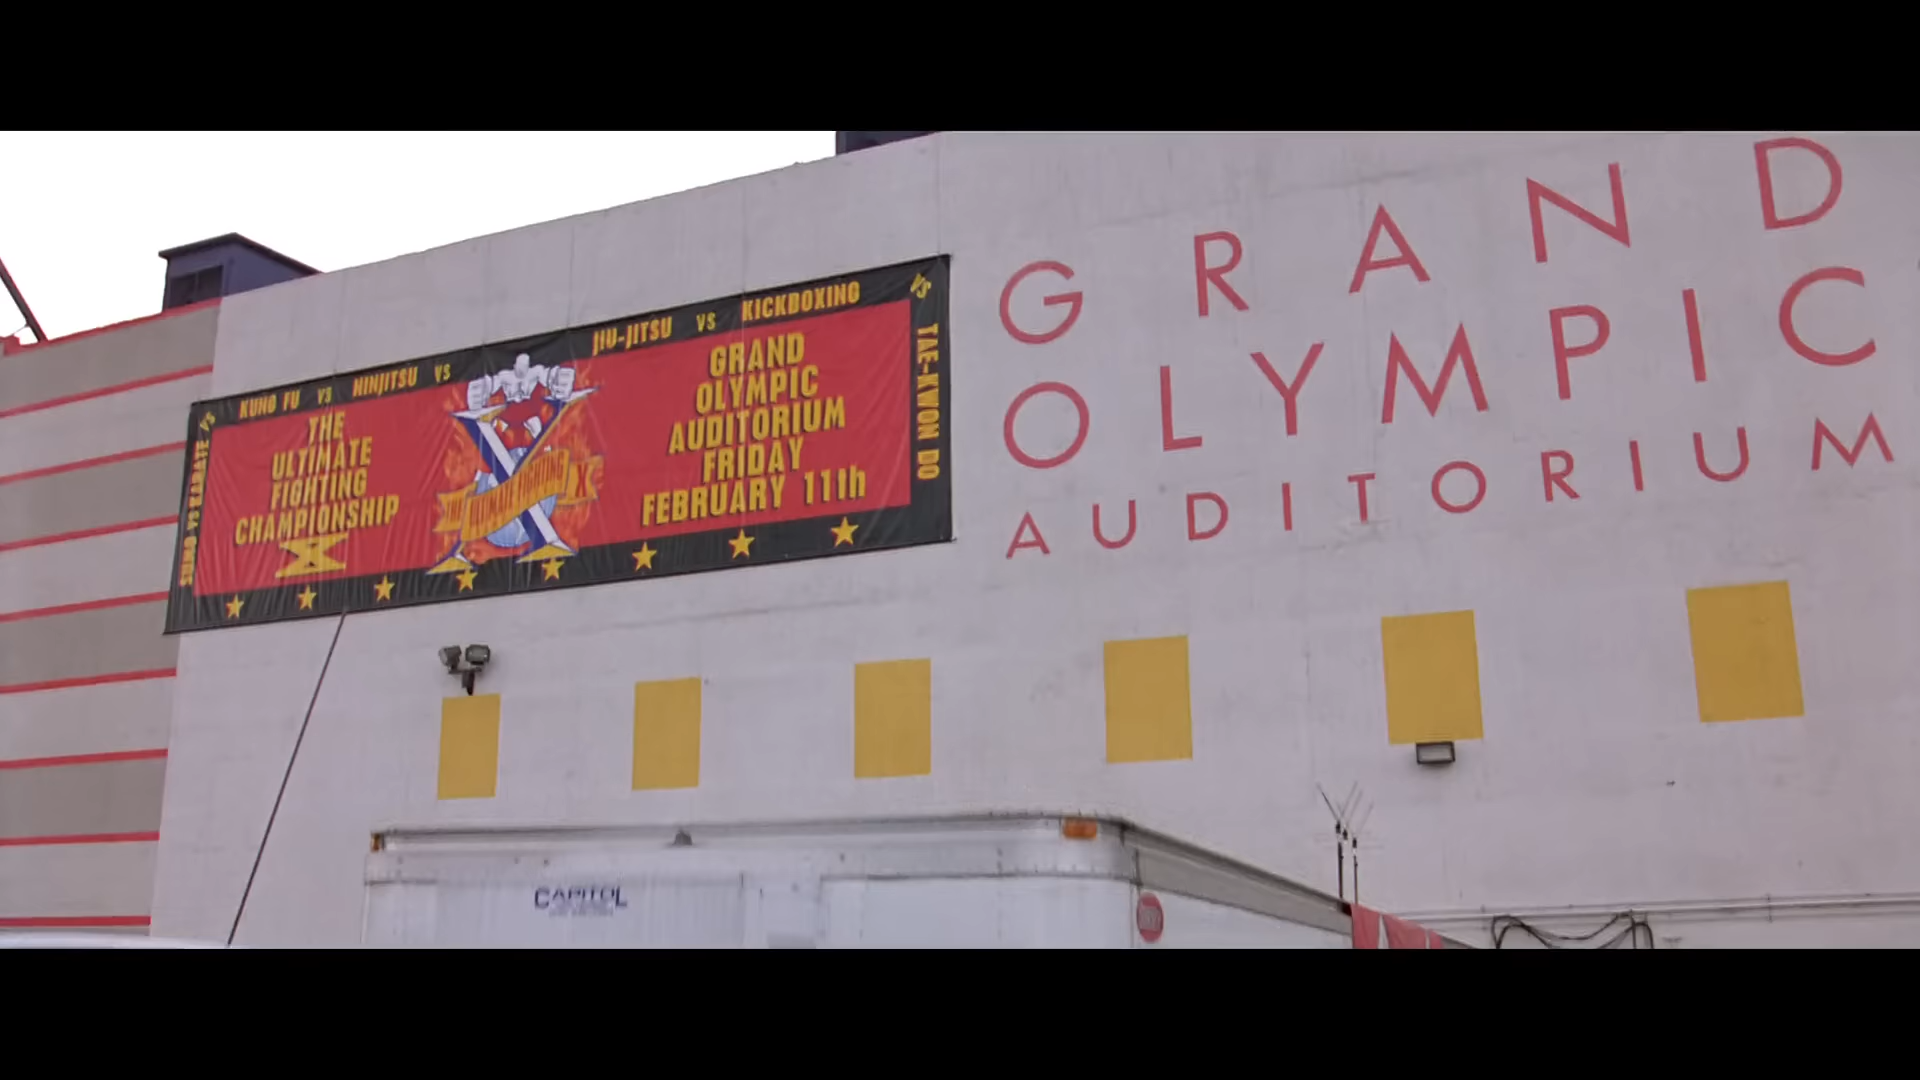 KUNG FU VS NINJITSU VS JIU-JITSU VS KICKBOXING VS
TAE-KWON DO
SUMO VS KARATE VS
THE
ULTIMATE
FIGHTING
CHAMPIONSHIP
X
THE ULTIMATE FIGHTING X
GRAND
OLYMPIC
AUDITORIUM
FRIDAY
FEBRUARY 11th
GRAND
OLYMPIC
AUDITORIUM
CAPITOL